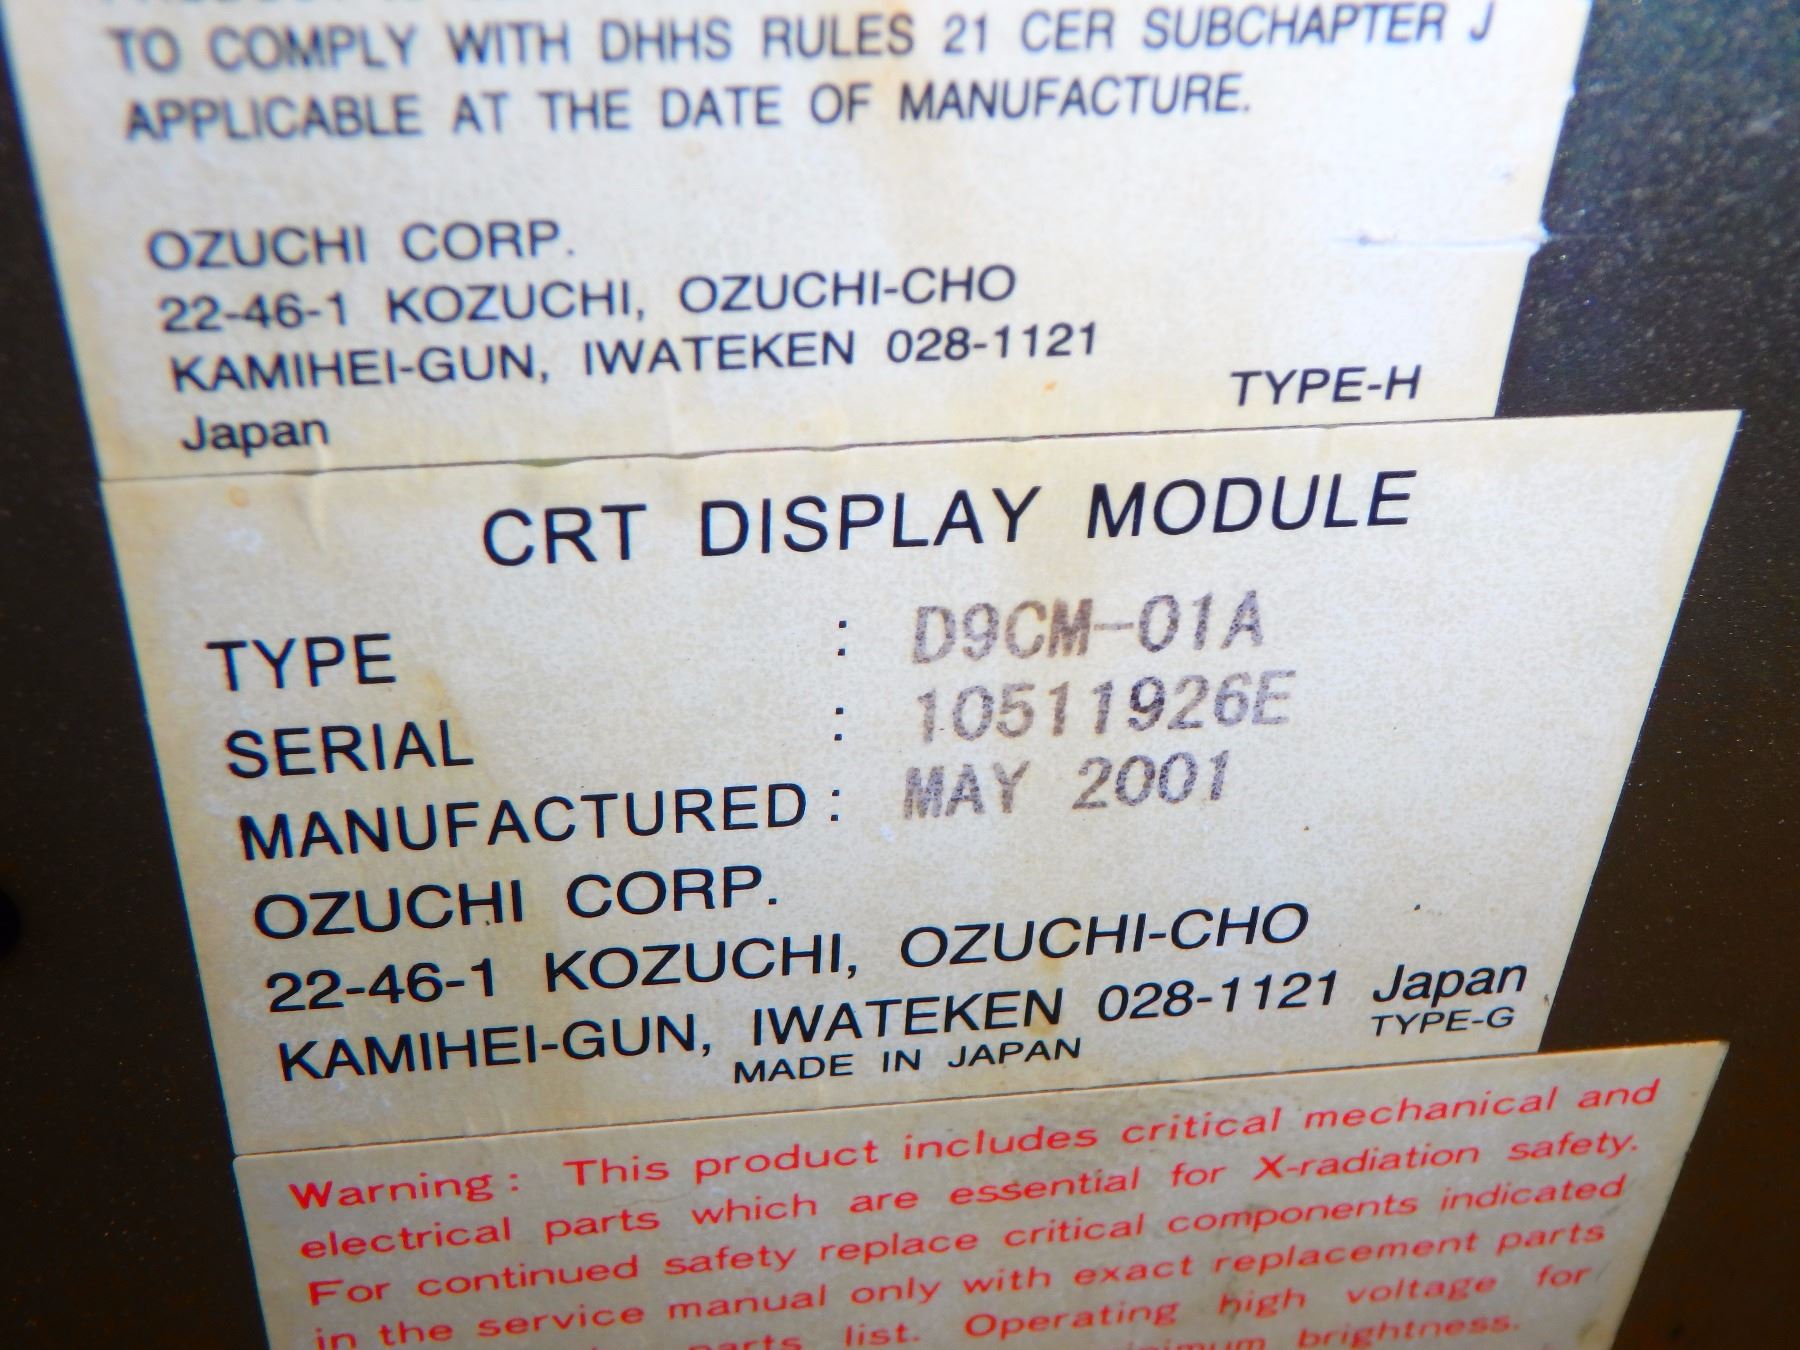 TO COMPLY WITH DHHS RULES 21 CER SUBCHAPTER J
APPLICABLE AT THE DATE OF MANUFACTURE.
OZUCHI CORP.
22-46-1 KOZUCHI, OZUCHI-CHO
KAMIHEI-GUN, IWATEKEN 028-1121
Japan
TYPE-H
CRT DISPLAY MODULE
TYPE : D9CM-01A
SERIAL : 10511926E
MANUFACTURED : MAY 2001
OZUCHI CORP.
22-46-1 KOZUCHI, OZUCHI-CHO
KAMIHEI-GUN, IWATEKEN 028-1121 Japan
MADE IN JAPAN
TYPE-G
Warning : This product includes critical mechanical and
electrical parts which are essential for X-radiation safety.
For continued safety replace critical components indicated
in the service manual only with exact replacement parts
parts list. Operating high voltage for
brightness.